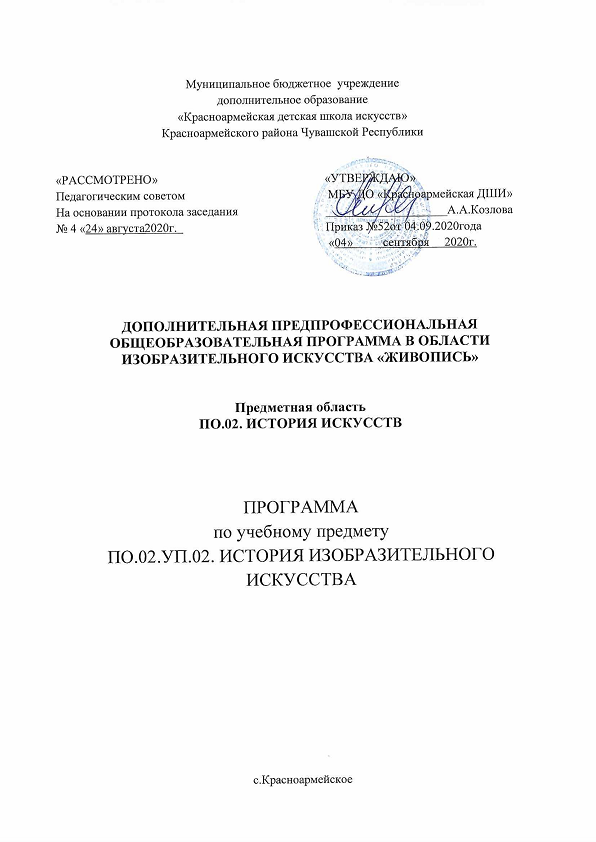 Муниципальное бюджетное учреждение
дополнительное образование
«Красноармейская детская школа искусств»
Красноармейского района Чувашской Республики
«РАССМОТРЕНО» «УТВЕРЖДАЮ»
Педагогическим советом МБУ ДО «Красноармейская ДШИ»
На основании протокола заседания А.А.Козлова
№ 4 «24» августа2020г. Приказ №52от 04.09.2020года
«04» сентября 2020г.
ДОПОЛНИТЕЛЬНАЯ ПРЕДПРОФЕССИОНАЛЬНАЯ
ОБЩЕОБРАЗОВАТЕЛЬНАЯ ПРОГРАММА В ОБЛАСТИ
ИЗОБРАЗИТЕЛЬНОГО ИСКУССТВА «ЖИВОПИСЬ»
Предметная область
ПО.02. ИСТОРИЯ ИСКУССТВ
ПРОГРАММА
по учебному предмету
ПО.02.УП.02. ИСТОРИЯ ИЗОБРАЗИТЕЛЬНОГО
ИСКУССТВА
с.Красноармейское